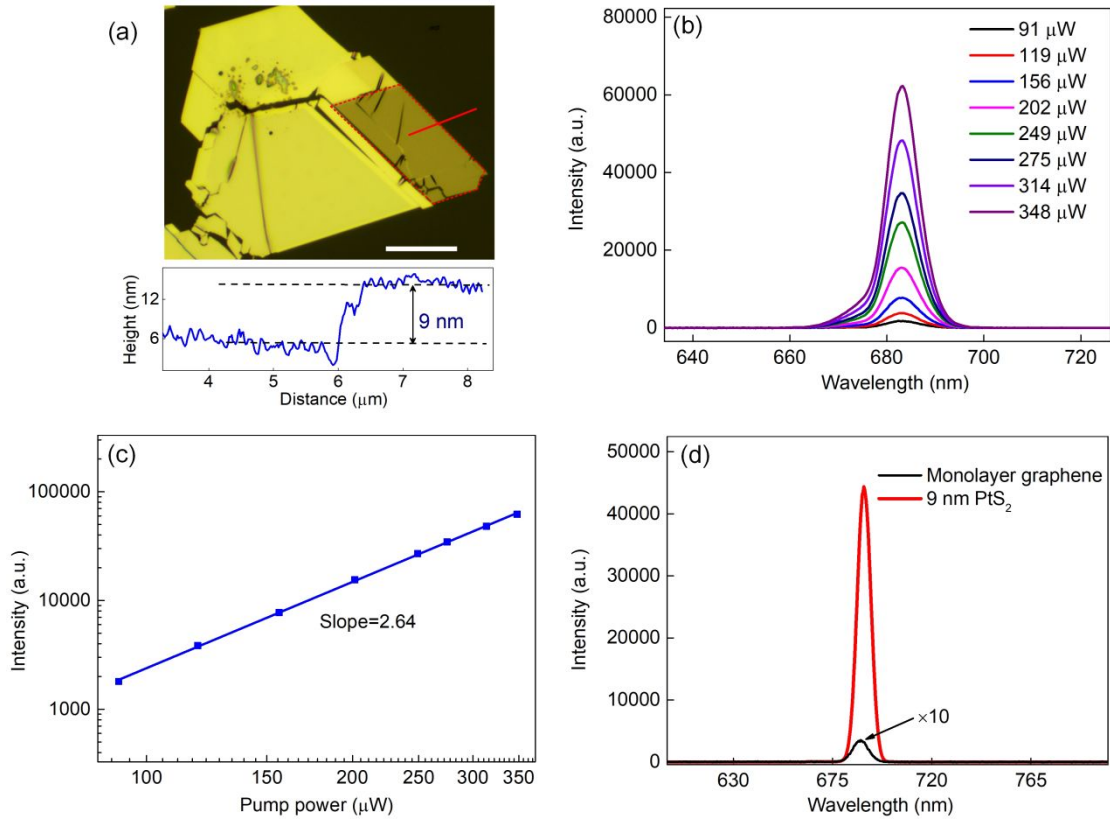 (a)
Height (nm)
12
6
9 nm
4 5 6 7 8
Distance (μm)
(b)
Intensity (a.u.)
80000
60000
40000
20000
0
91 μW
119 μW
156 μW
202 μW
249 μW
275 μW
314 μW
348 μW
640 660 680 700 720
Wavelength (nm)
(c)
Intensity (a.u.)
100000
10000
1000
Slope=2.64
100 150 200 250 300 350
Pump power (μW)
(d)
Intensity (a.u.)
50000
40000
30000
20000
10000
0
Monolayer graphene
9 nm PtS₂
×10
630 675 720 765
Wavelength (nm)